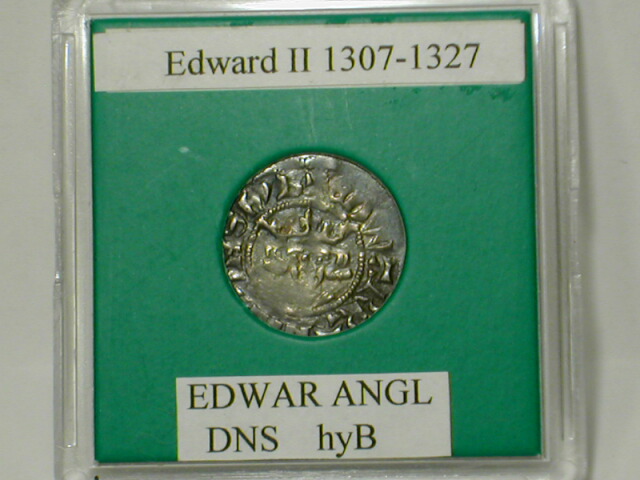 Edward II 1307-1327
EDWAR ANGL
DNS hyB